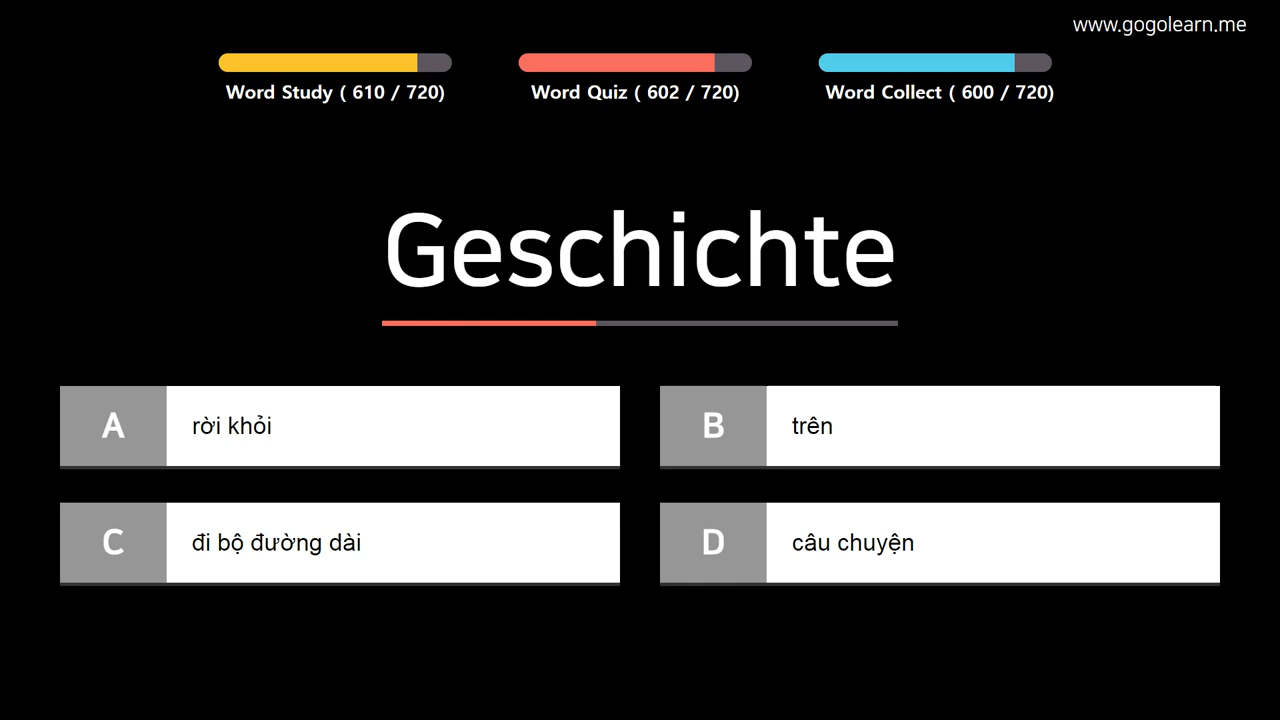 www.gogolearn.me
Word Study ( 610 / 720)
Word Quiz ( 602 / 720)
Word Collect ( 600 / 720)
Geschichte
A
rời khỏi
B
trên
C
đi bộ đường dài
D
câu chuyện